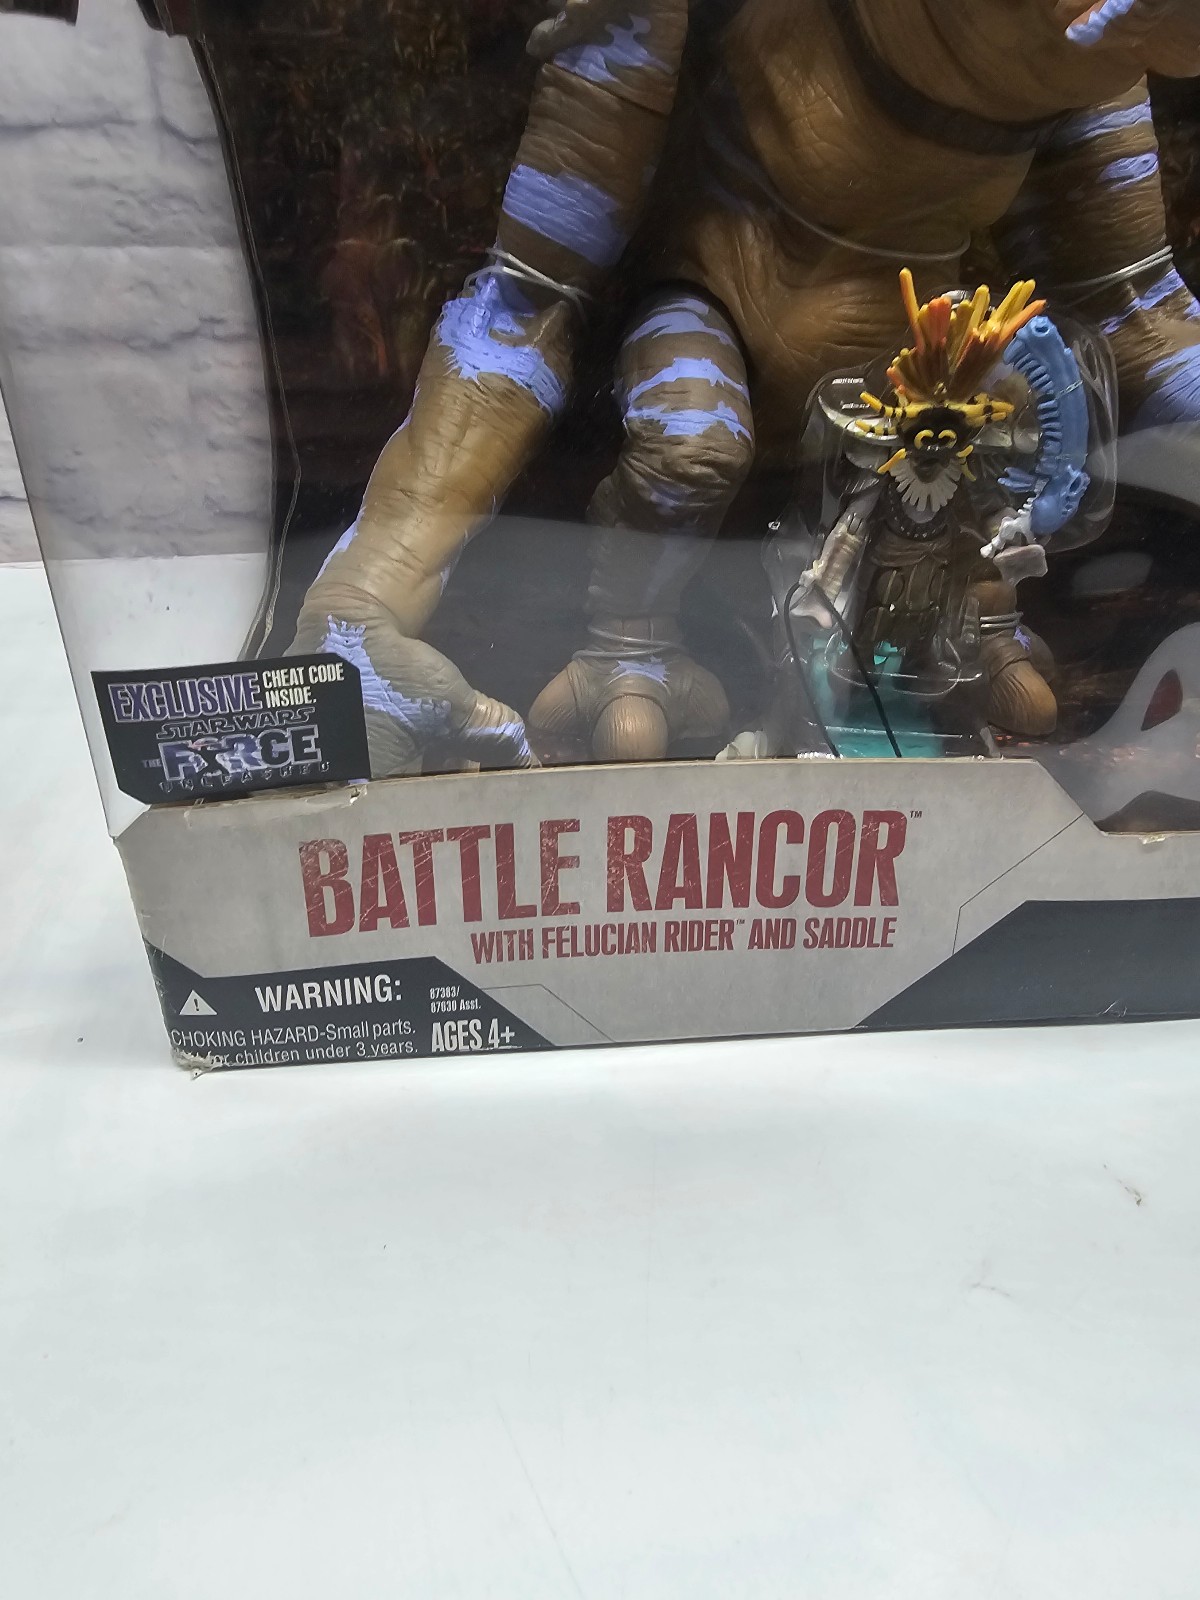 EXCLUSIVE CHEAT CODE INSIDE.
STAR WARS
THE FORCE
UNLEASHED
BATTLE RANCOR™
WITH FELUCIAN RIDER™ AND SADDLE
WARNING:
CHOKING HAZARD-Small parts.
for children under 3 years.
87383/
87630 Asst.
AGES 4+